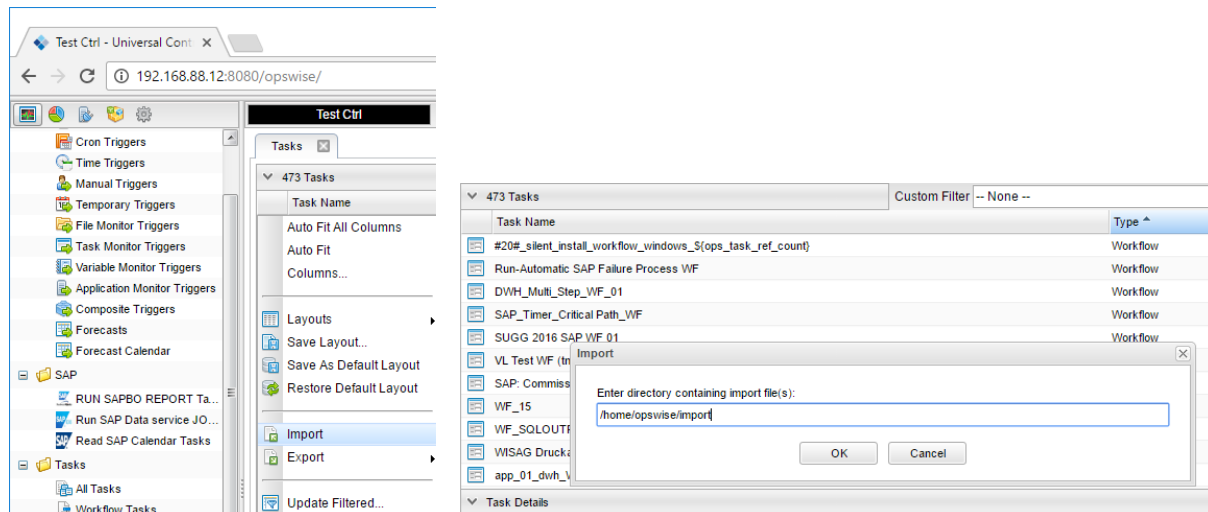 Test Ctrl - Universal Cont
192.168.88.12:8080/opswise/
Test Ctrl
Cron Triggers
Time Triggers
Manual Triggers
Temporary Triggers
File Monitor Triggers
Task Monitor Triggers
Variable Monitor Triggers
Application Monitor Triggers
Composite Triggers
Forecasts
Forecast Calendar
SAP
RUN SAPBO REPORT Ta...
Run SAP Data service JO...
Read SAP Calendar Tasks
Tasks
All Tasks
Workflow Tasks
Tasks
473 Tasks
Task Name
Auto Fit All Columns
Auto Fit
Columns...
Layouts
Save Layout...
Save As Default Layout
Restore Default Layout
Import
Export
Update Filtered...
473 Tasks
Custom Filter -- None --
Task Name Type
#20#_silent_install_workflow_windows_${ops_task_ref_count} Workflow
Run-Automatic SAP Failure Process WF Workflow
DWH_Multi_Step_WF_01 Workflow
SAP_Timer_Critical Path_WF Workflow
SUGG 2016 SAP WF 01 Workflow
VL Test WF
SAP: Commiss
WF_15
WF_SQLOUTP
WISAG Drucka
app_01_dwh_
Import
Enter directory containing import file(s):
/home/opswise/import
OK Cancel
Task Details